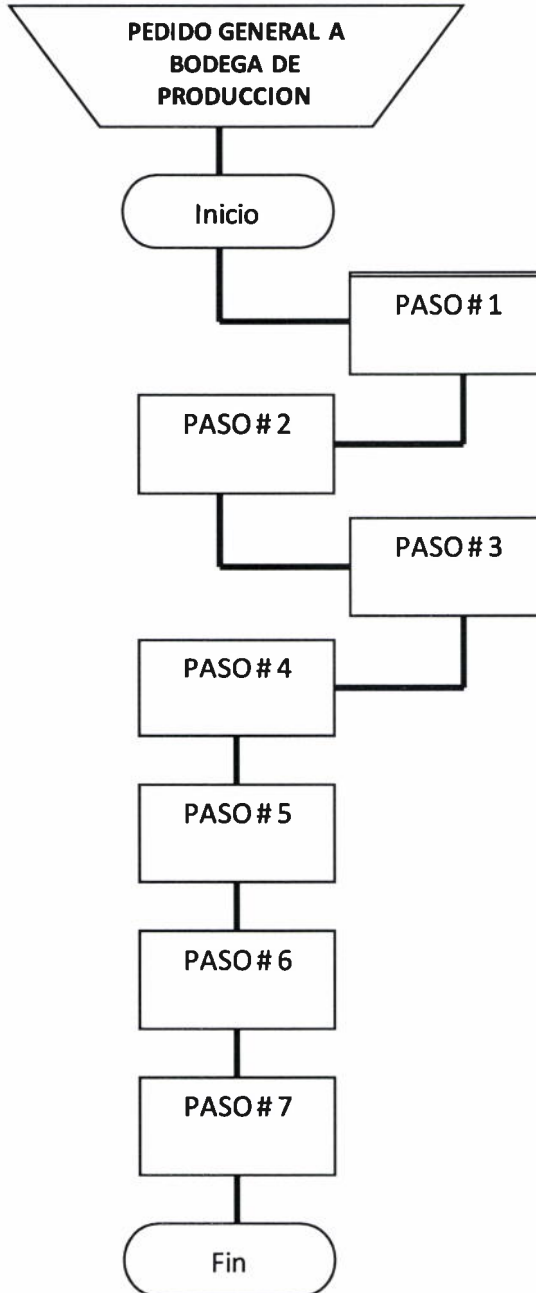 PEDIDO GENERAL A
BODEGA DE
PRODUCCION
Inicio
PASO # 1
PASO # 2
PASO # 3
PASO # 4
PASO # 5
PASO # 6
PASO # 7
Fin